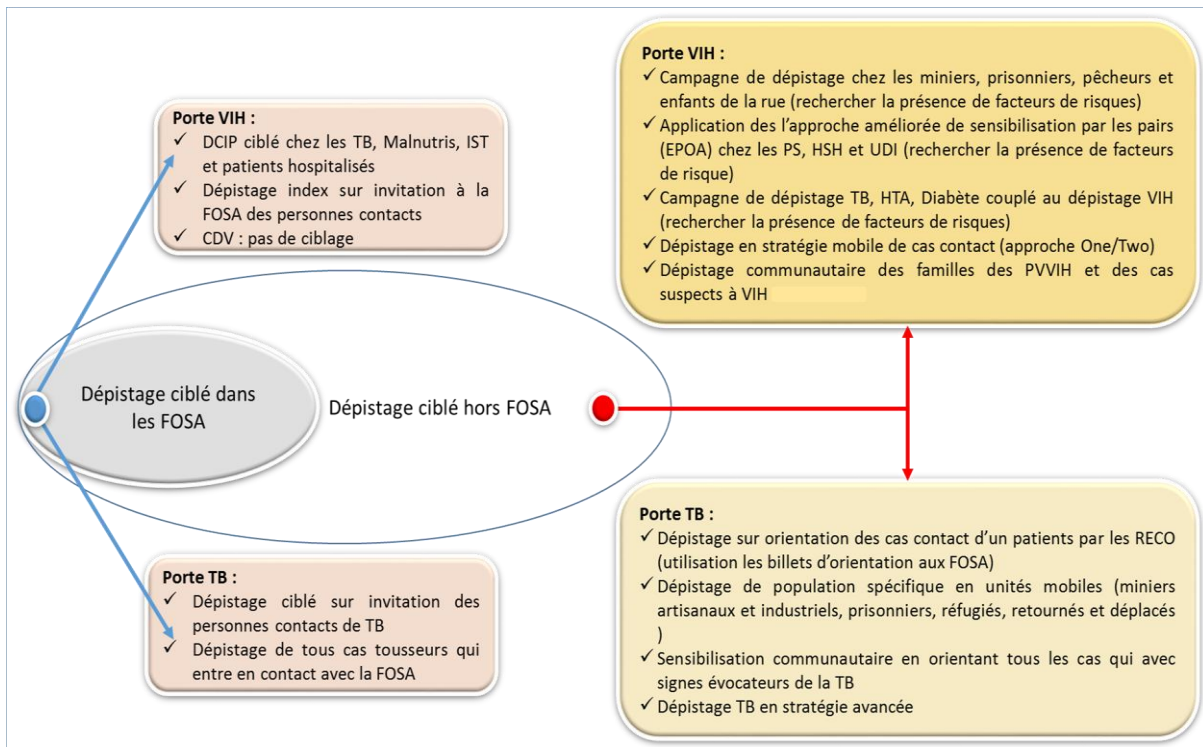 Porte VIH :
✓ DCIP ciblé chez les TB, Malnutris, IST
et patients hospitalisés
✓ Dépistage index sur invitation à la
FOSA des personnes contacts
✓ CDV : pas de ciblage
Dépistage ciblé dans
les FOSA
Porte TB :
✓ Dépistage ciblé sur invitation des
personnes contacts de TB
✓ Dépistage de tous cas tousseurs qui
entre en contact avec la FOSA
Dépistage ciblé hors FOSA
Porte VIH :
✓ Campagne de dépistage chez les miniers, prisonniers, pêcheurs et
enfants de la rue (rechercher la présence de facteurs de risques)
✓ Application des l'approche améliorée de sensibilisation par les pairs
(EPOA) chez les PS, HSH et UDI (rechercher la présence de facteurs
de risque)
✓ Campagne de dépistage TB, HTA, Diabète couplé au dépistage VIH
(rechercher la présence de facteurs de risques)
✓ Dépistage en stratégie mobile de cas contact (approche One/Two)
✓ Dépistage communautaire des familles des PVVIH et des cas
suspects à VIH
Porte TB :
✓ Dépistage sur orientation des cas contact d'un patients par les RECO
(utilisation les billets d'orientation aux FOSA)
✓ Dépistage de population spécifique en unités mobiles (miniers
artisanaux et industriels, prisonniers, réfugiés, retournés et déplacés
)
✓ Sensibilisation communautaire en orientant tous les cas qui avec
signes évocateurs de la TB
✓ Dépistage TB en stratégie avancée